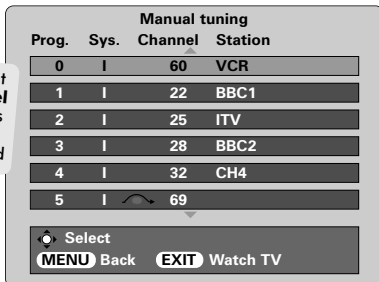 Manual tuning
Prog. Sys. Channel Station
0 I 60 VCR
1 I 22 BBC1
2 I 25 ITV
3 I 28 BBC2
4 I 32 CH4
5 I 69
Select
MENU Back EXIT Watch TV